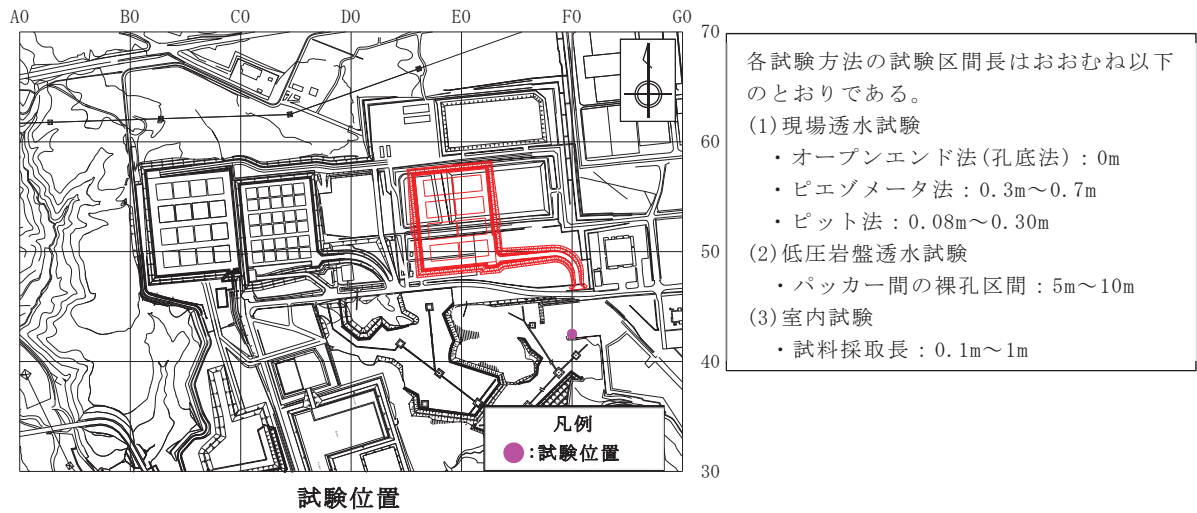 A0 B0 C0 D0 E0 F0 G0
70
60
50
40
30
凡例
:試験位置
試験位置
各試験方法の試験区間長はおおむね以下
のとおりである。
(1)現場透水試験
・オープンエンド法(孔底法):0m
・ピエゾメータ法:0.3m～0.7m
・ピット法:0.08m～0.30m
(2)低圧岩盤透水試験
・パッカー間の裸孔区間:5m～10m
(3)室内試験
・試料採取長:0.1m～1m